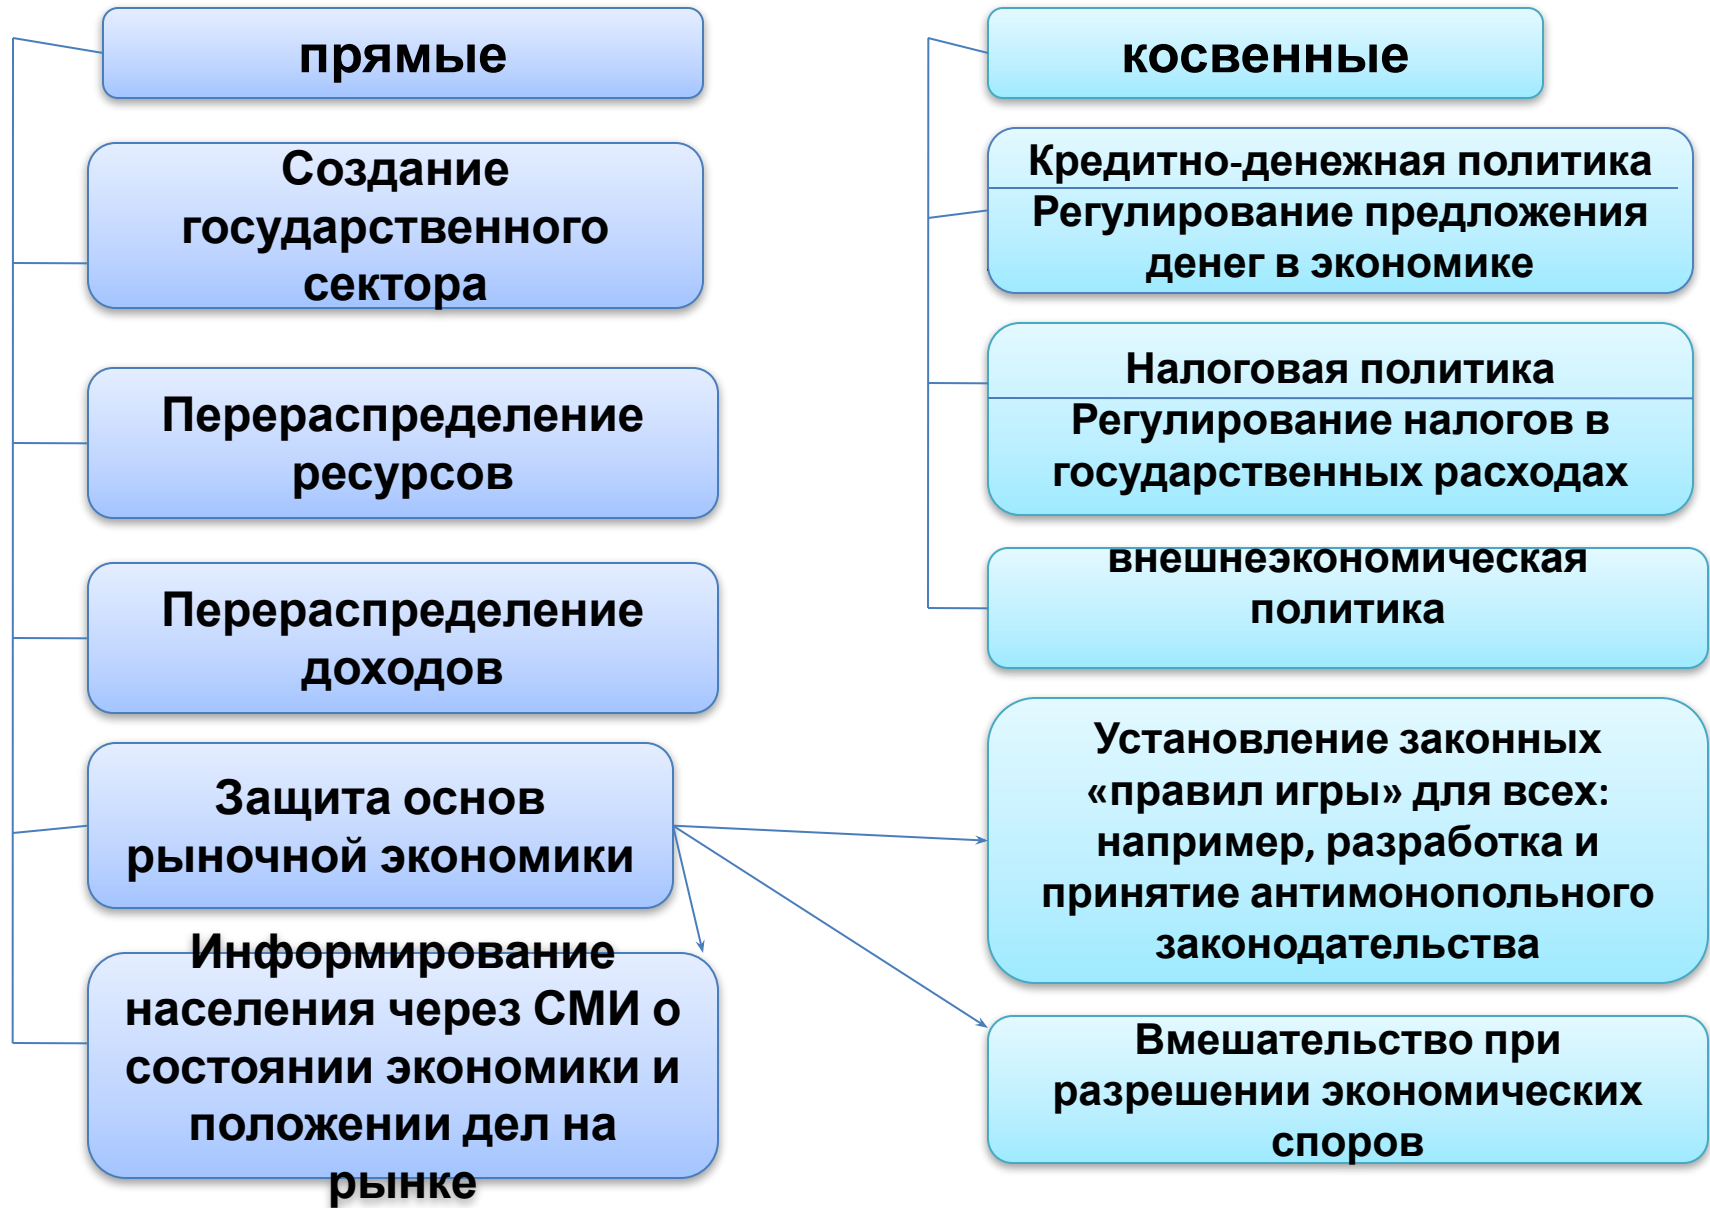 прямые
Создание
государственного
сектора
Перераспределение
ресурсов
Перераспределение
доходов
Защита основ
рыночной экономики
Информирование
населения через СМИ о
состоянии экономики и
положении дел на
рынке
косвенные
Кредитно-денежная политика
Регулирование предложения
денег в экономике
Налоговая политика
Регулирование налогов в
государственных расходах
внешнеэкономическая
политика
Установление законных
«правил игры» для всех:
например, разработка и
принятие антимонопольного
законодательства
Вмешательство при
разрешении экономических
споров